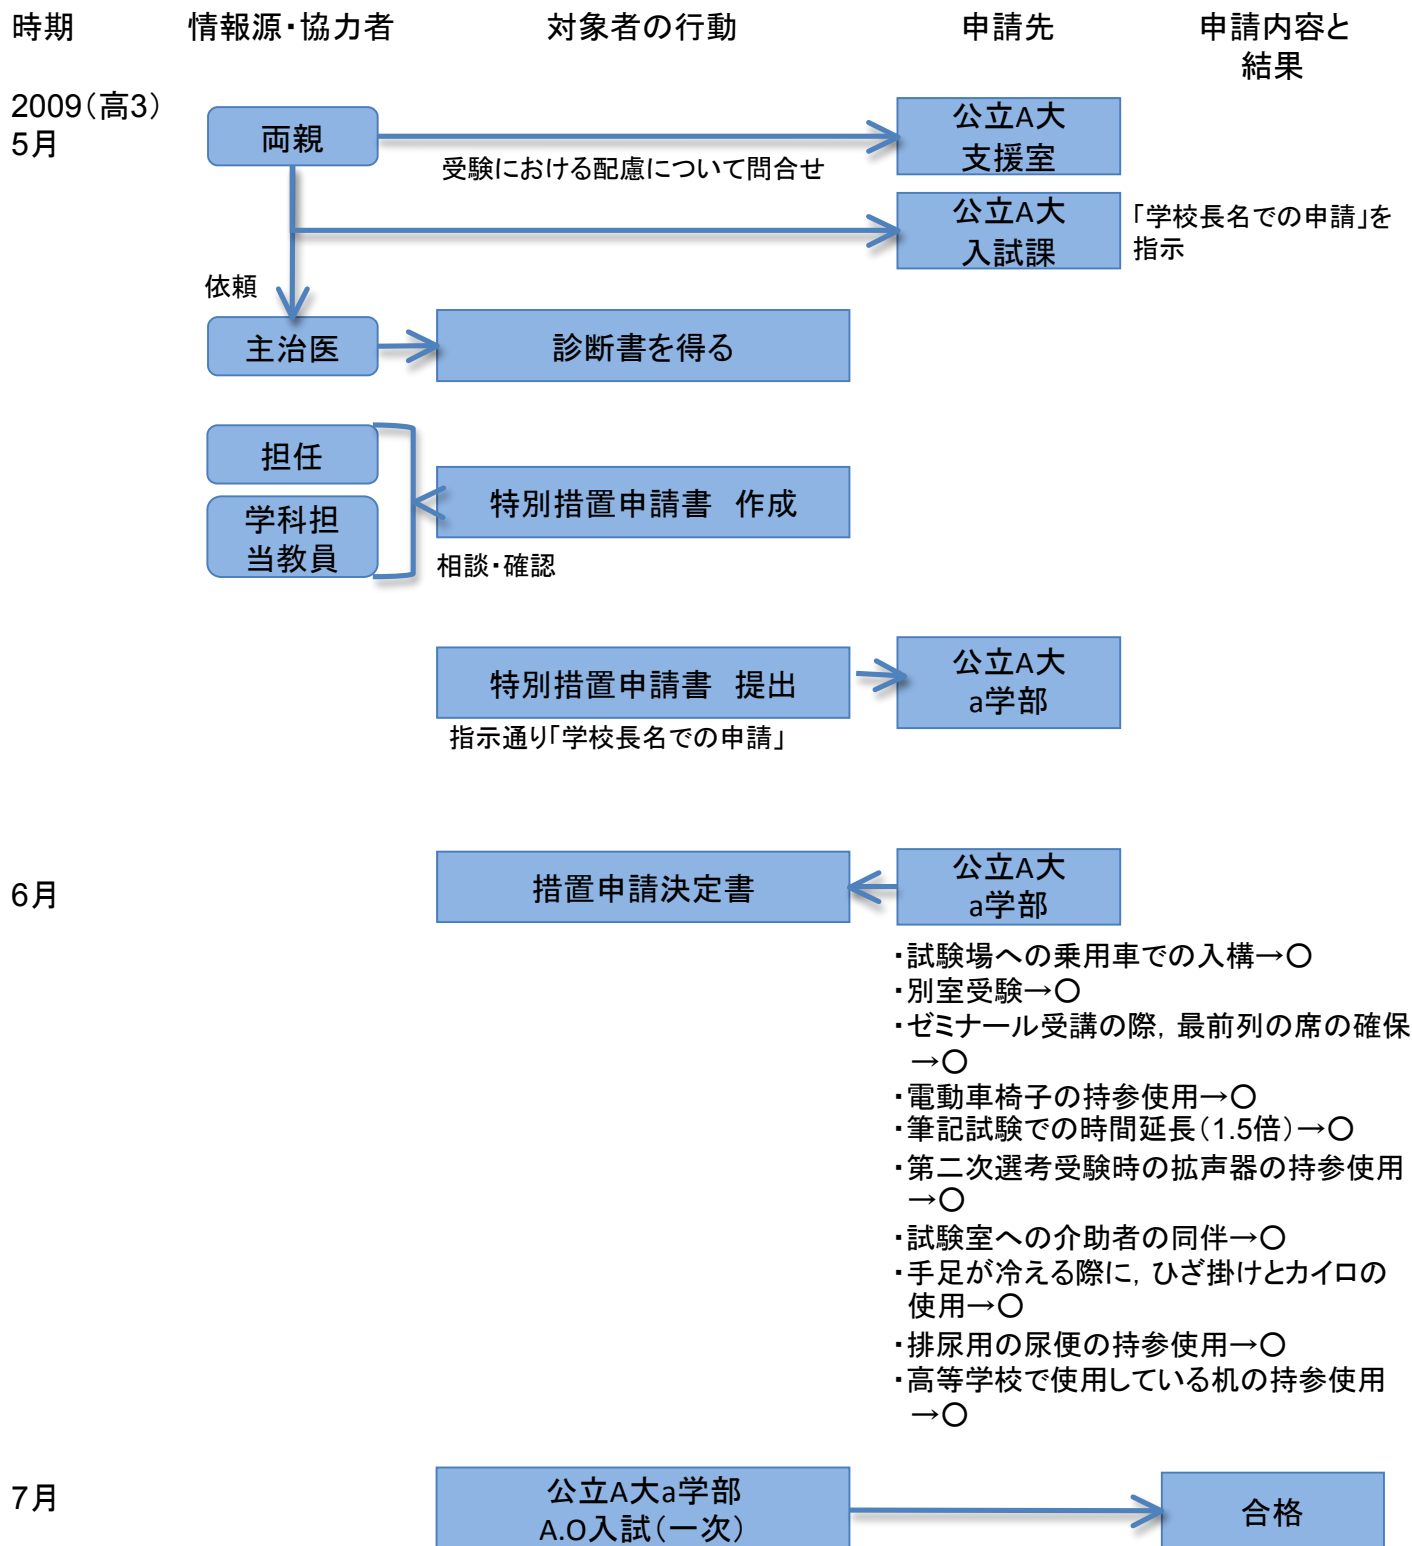 時期
情報源・協力者
対象者の行動
申請先
申請内容と
結果
2009（高3）
5月
両親
公立A大
支援室
受験における配慮について問合せ
公立A大
入試課
「学校長名での申請」を
指示
依頼
主治医
診断書を得る
担任
学科担
当教員
特別措置申請書　作成
相談・確認
特別措置申請書　提出
公立A大
a学部
指示通り「学校長名での申請」
6月
措置申請決定書
公立A大
a学部
・試験場への乗用車での入構→〇
・別室受験→〇
・ゼミナール受講の際，最前列の席の確保
→〇
・電動車椅子の持参使用→〇
・筆記試験での時間延長（1.5倍）→〇
・第二次選考受験時の拡声器の持参使用
→〇
・試験室への介助者の同伴→〇
・手足が冷える際に，ひざ掛けとカイロの
使用→〇
・排尿用の尿便の持参使用→〇
・高等学校で使用している机の持参使用
→〇
7月
公立A大a学部
A.O入試（一次）
合格